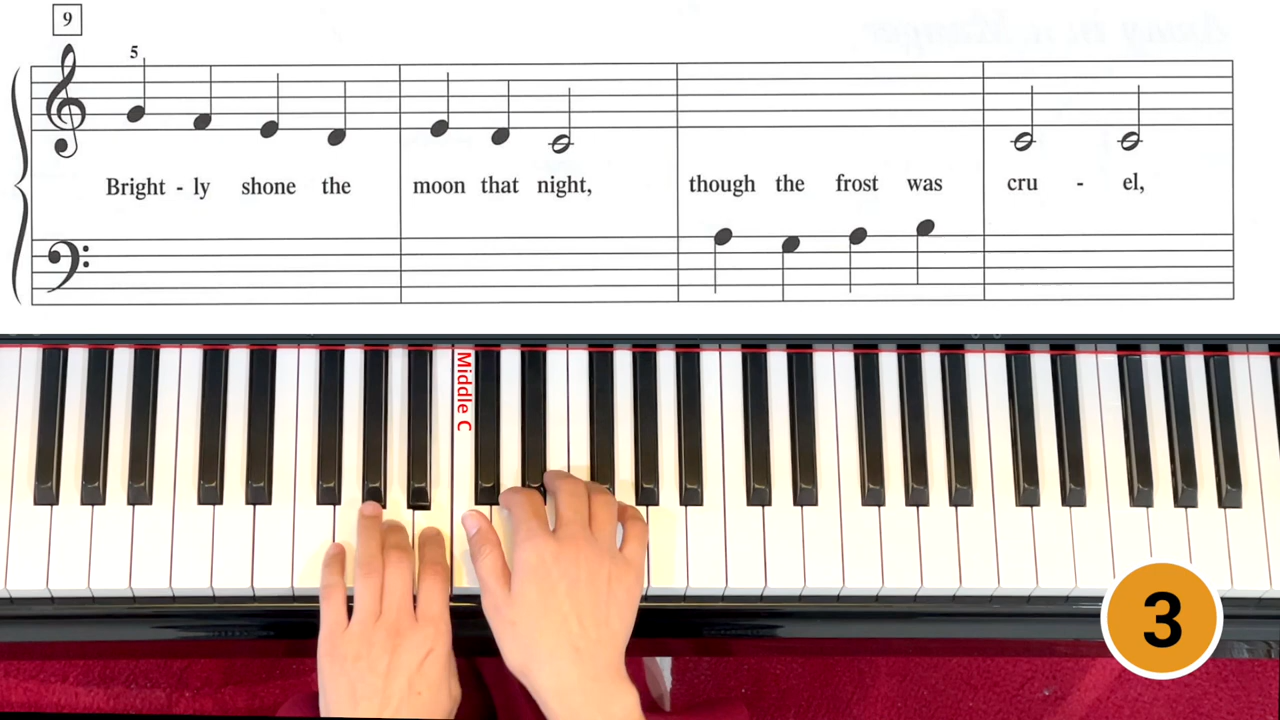 9
5
Bright - ly shone the moon that night, though the frost was cru - el,
Middle C
3